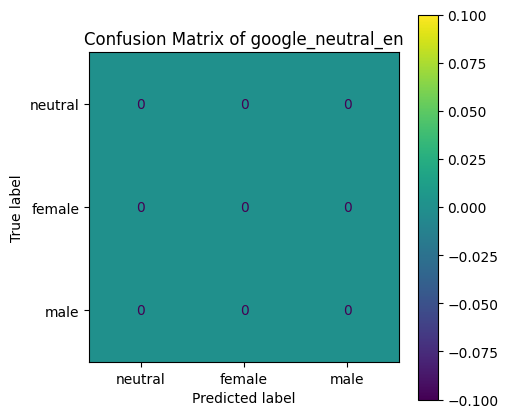 Confusion Matrix of google_neutral_en
True label
neutral 0 0 0
female 0 0 0
male 0 0 0
neutral female male
Predicted label
0.100
0.075
0.050
0.025
0.000
−0.025
−0.050
−0.075
−0.100